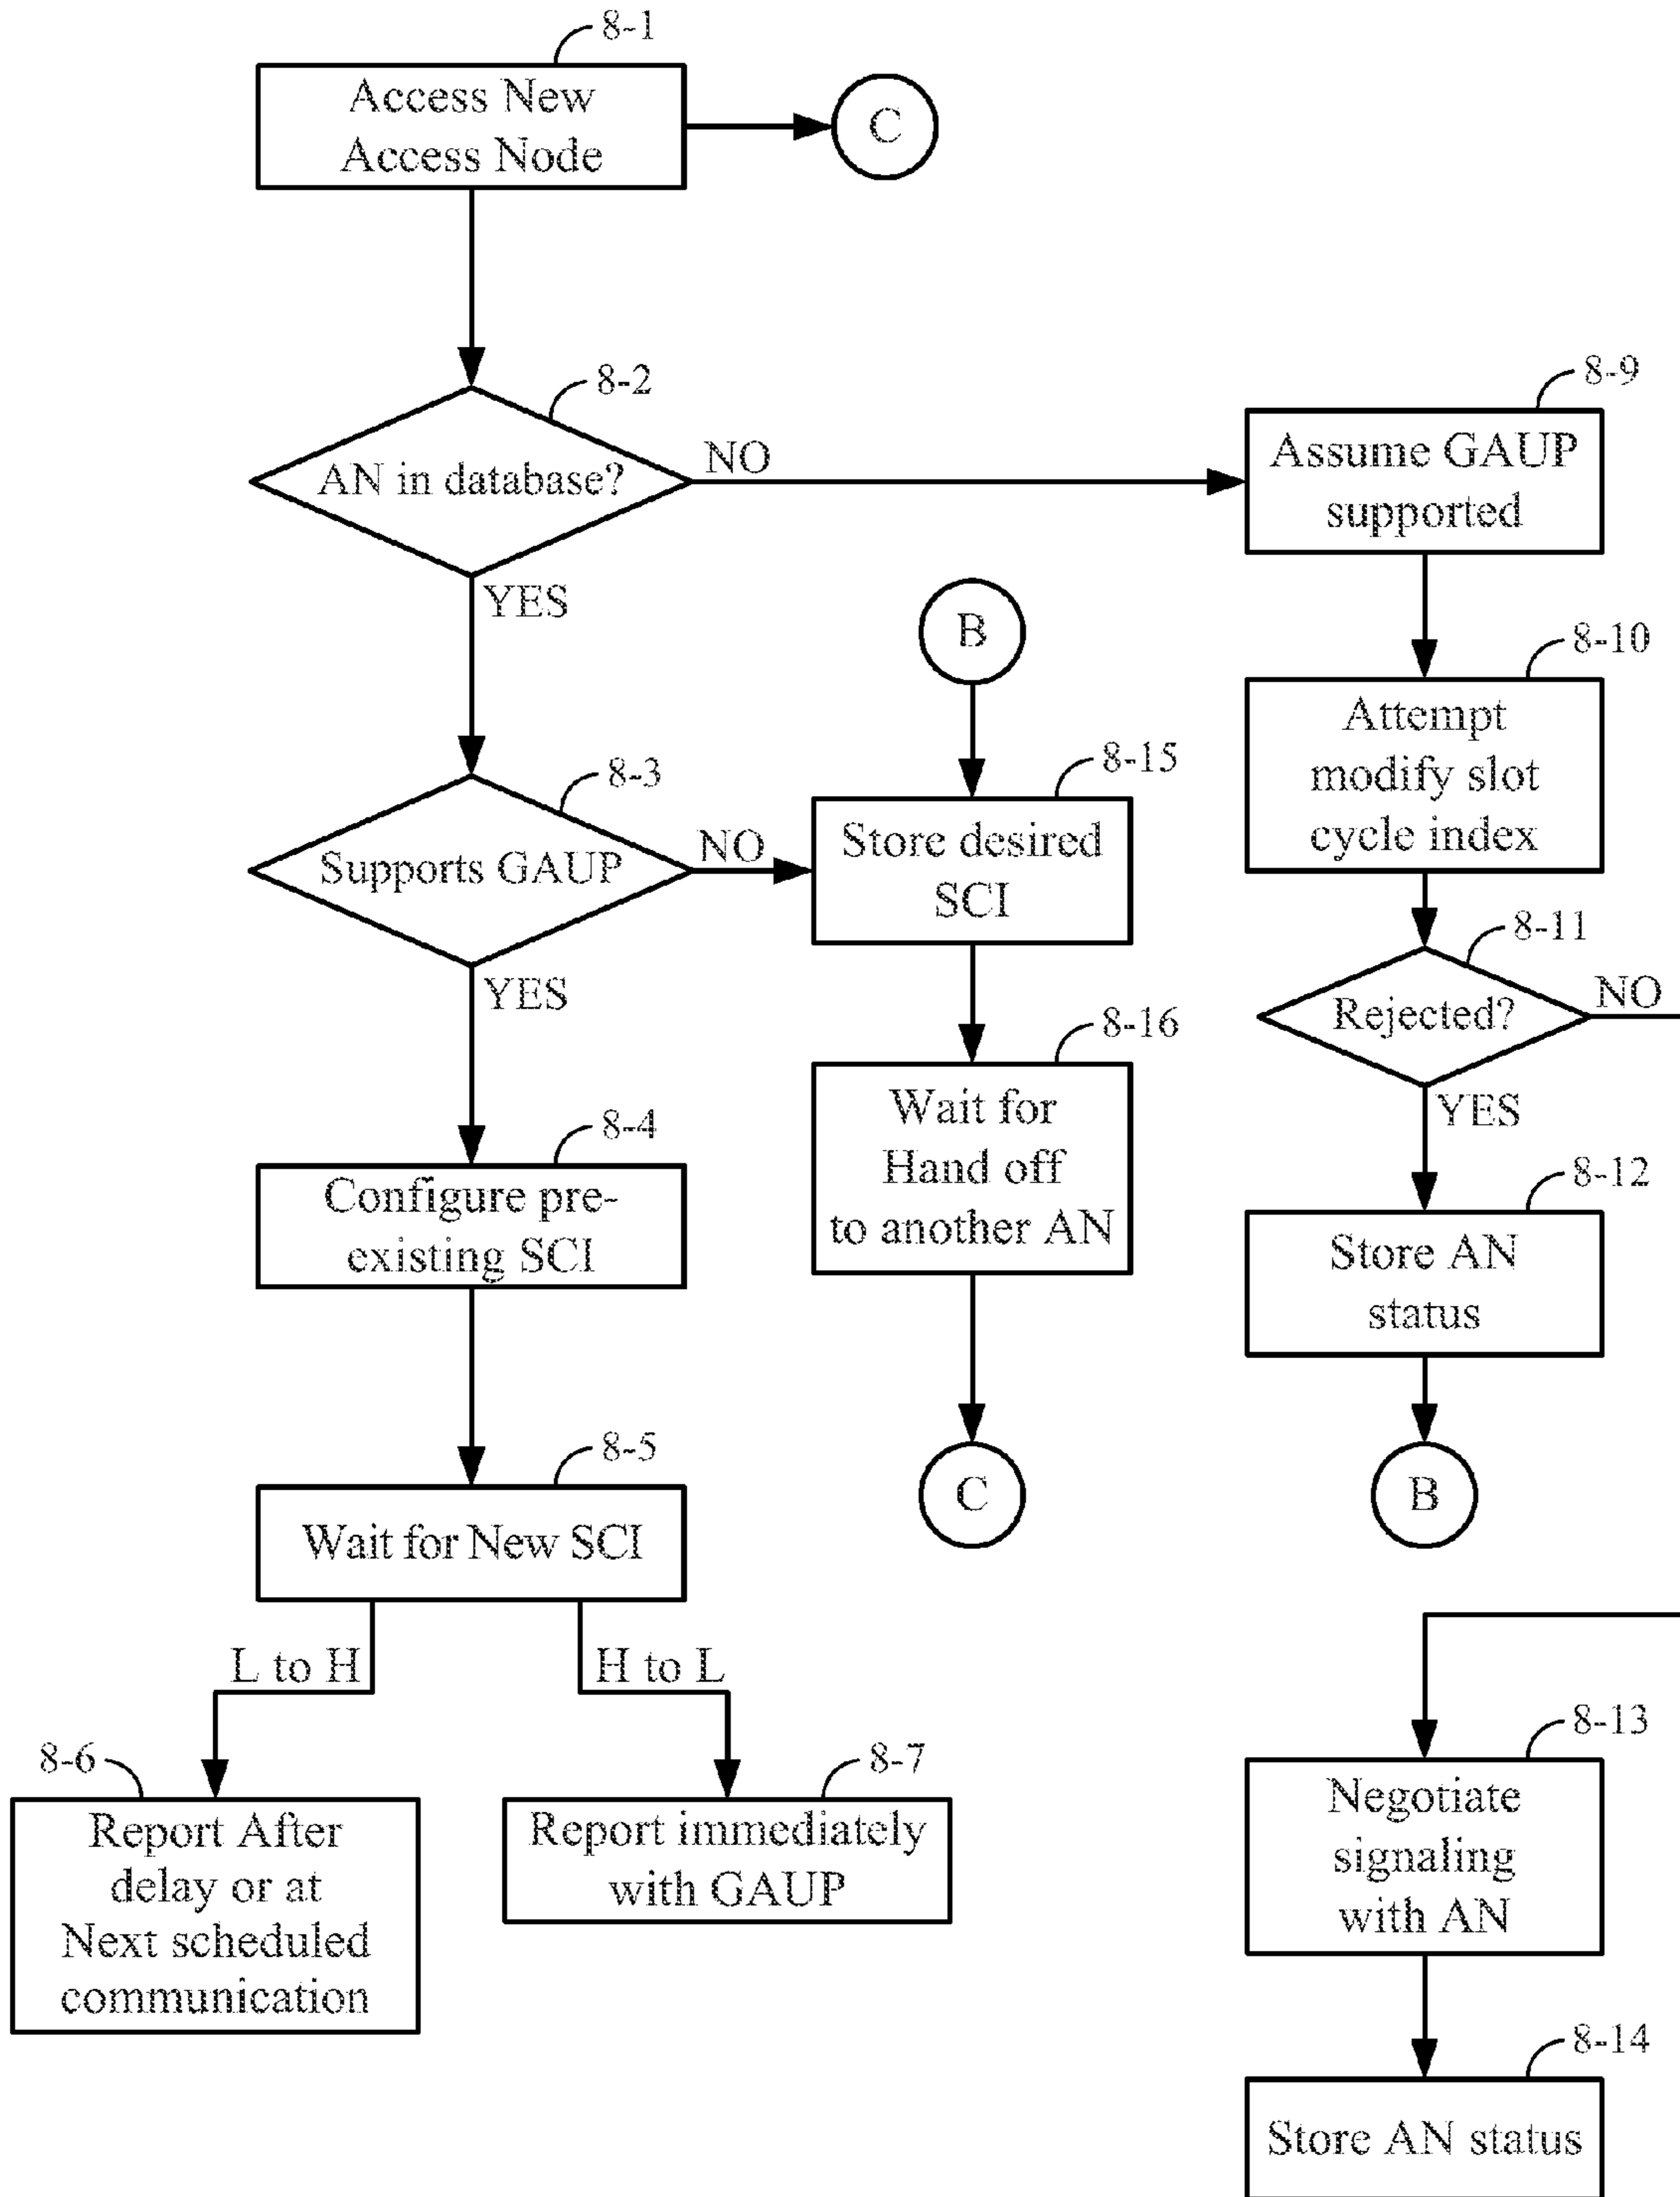 8-1
Access New
Access Node
C
8-2
AN in database?
NO
YES
8-9
Assume GAUP
supported
B
8-10
Attempt
modify slot
cycle index
8-3
Supports GAUP
NO
YES
8-15
Store desired
SCI
8-11
Rejected?
NO
YES
8-16
Wait for
Hand off
to another AN
C
8-4
Configure pre-
existing SCI
8-12
Store AN
status
B
8-5
Wait for New SCI
L to H
H to L
8-6
Report After
delay or at
Next scheduled
communication
8-7
Report immediately
with GAUP
8-13
Negotiate
signaling
with AN
8-14
Store AN status